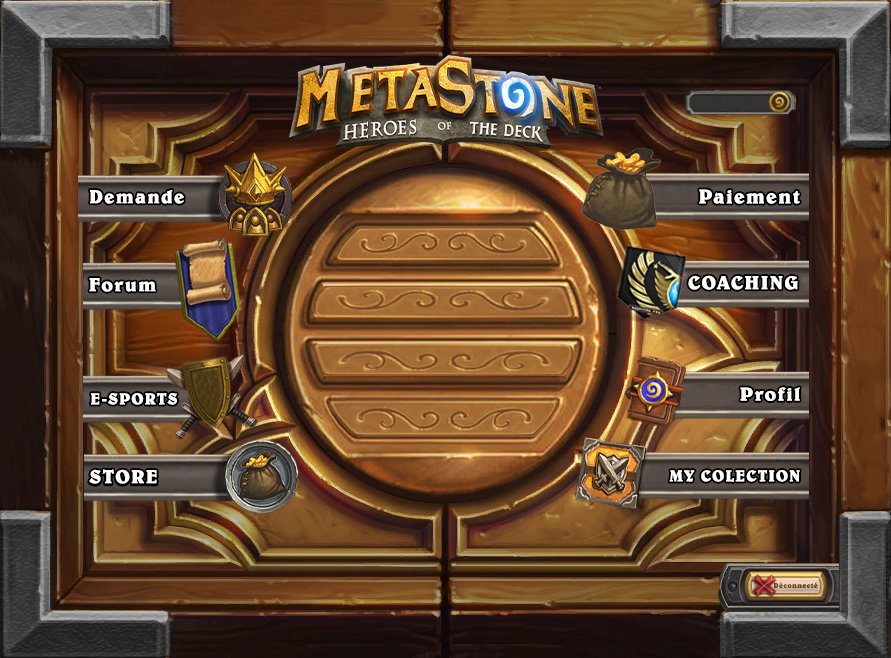 METASTONE
HEROES OF THE DECK
Demande
Paiement
Forum
COACHING
E-SPORTS
Profil
STORE
MY COLECTION
Déconnecté